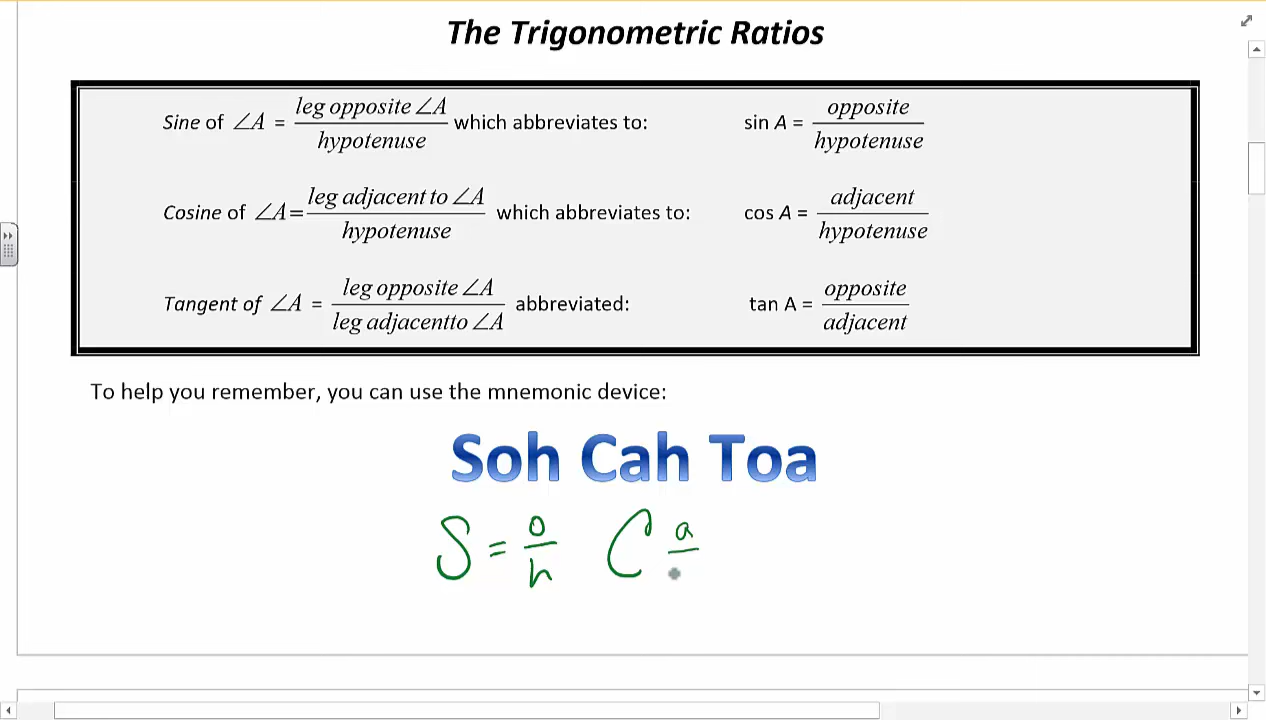 The Trigonometric Ratios
Sine of ∠A = leg opposite ∠A / hypotenuse which abbreviates to: sin A = opposite / hypotenuse
Cosine of ∠A= leg adjacent to ∠A / hypotenuse which abbreviates to: cos A = adjacent / hypotenuse
Tangent of ∠A = leg opposite ∠A / leg adjacentto ∠A abbreviated: tan A = opposite / adjacent
To help you remember, you can use the mnemonic device:
Soh Cah Toa
S = o / h C a /